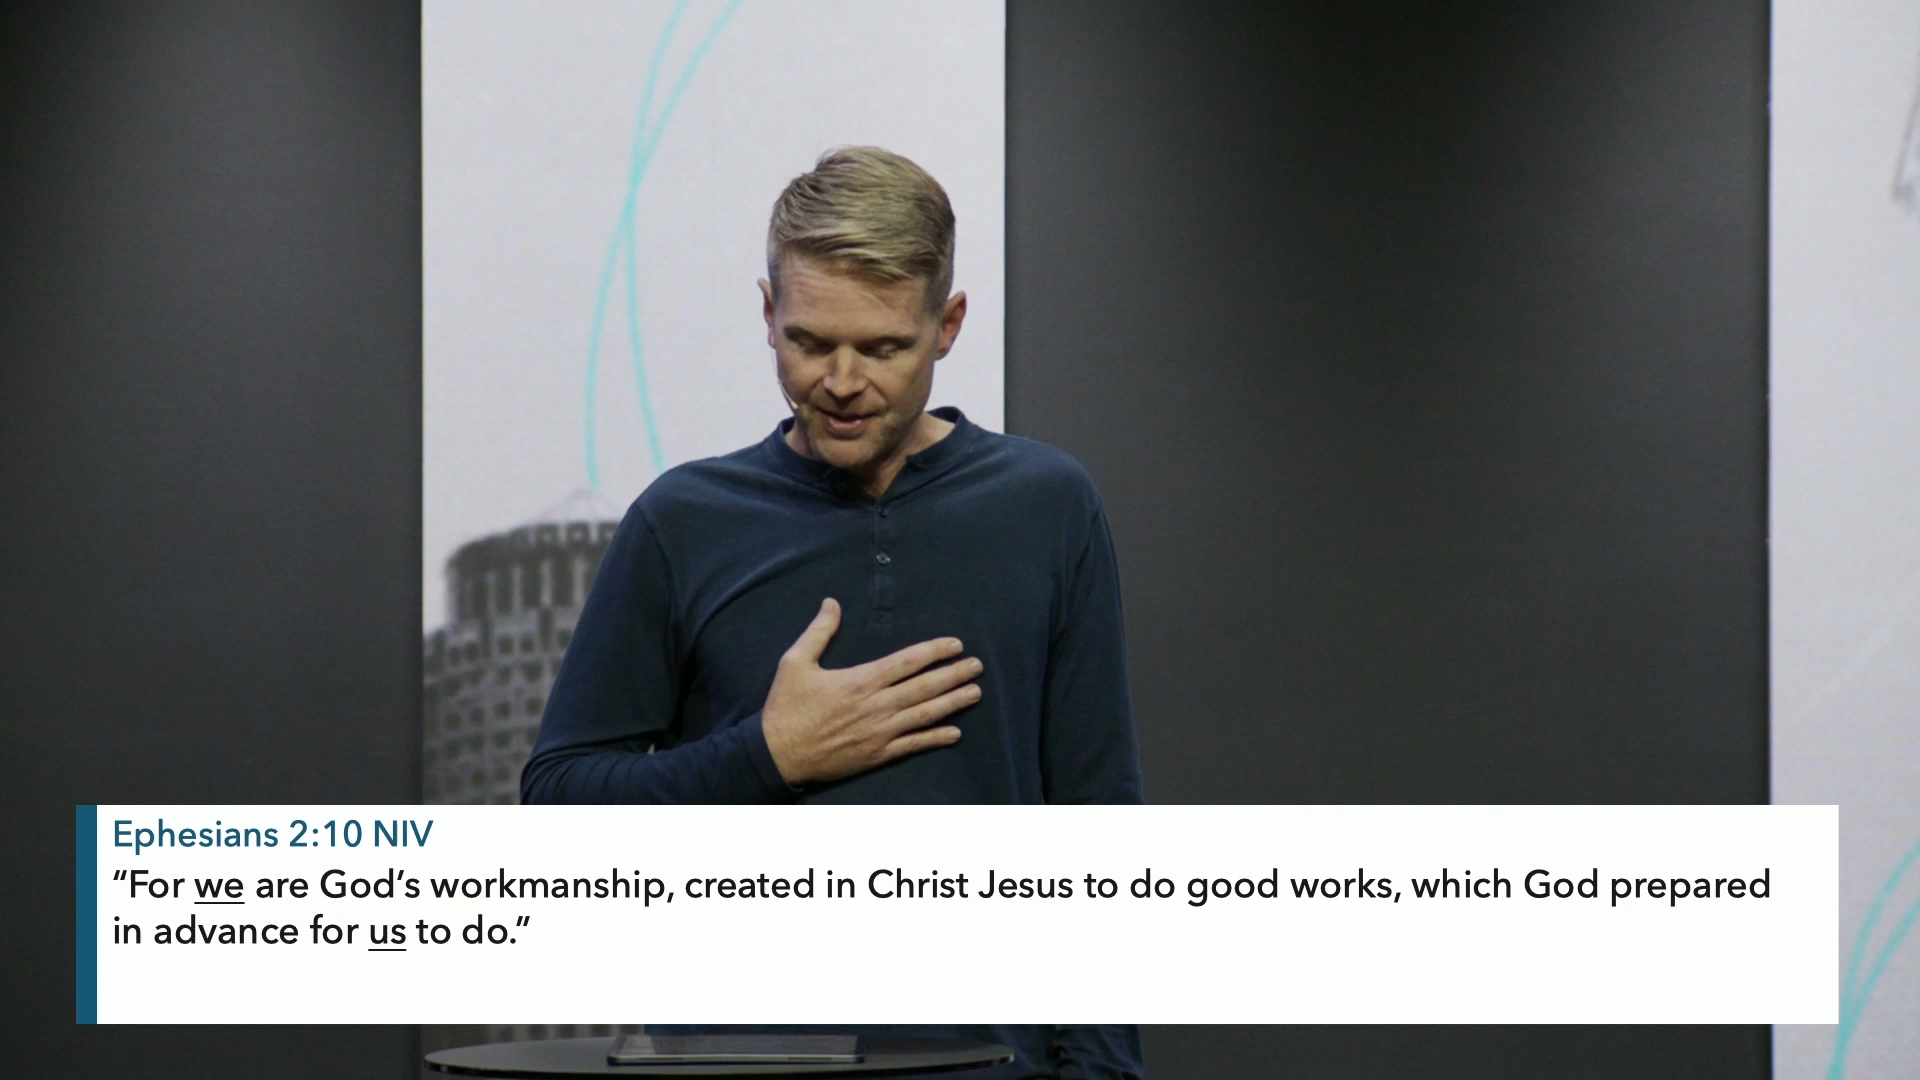 Ephesians 2:10 NIV
“For we are God’s workmanship, created in Christ Jesus to do good works, which God prepared
in advance for us to do.”